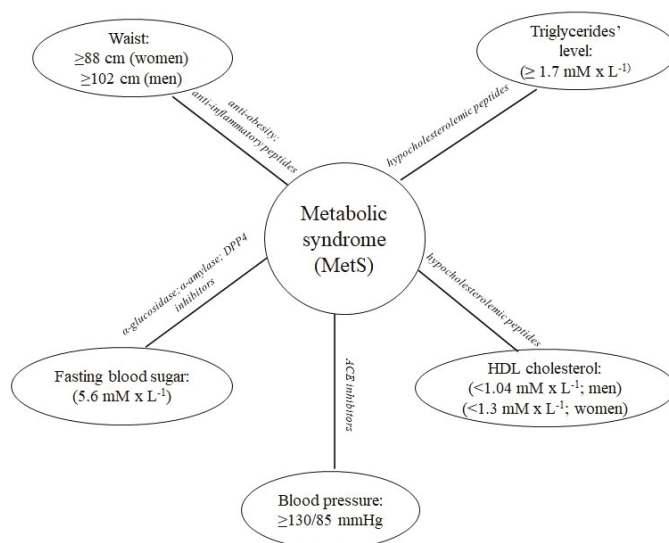 Waist:
≥88 cm (women)
≥102 cm (men)
Triglycerides’
level:
(≥ 1.7 mM x L⁻¹)
anti-obesity;
anti-inflammatory peptides
hypocholesterolemic peptides
Metabolic
syndrome
(MetS)
α-glucosidase; α-amylase; DPP4
inhibitors
hypocholesterolemic peptides
Fasting blood sugar:
(5.6 mM x L⁻¹)
ACE inhibitors
HDL cholesterol:
(<1.04 mM x L⁻¹; men)
(<1.3 mM x L⁻¹; women)
Blood pressure:
≥130/85 mmHg